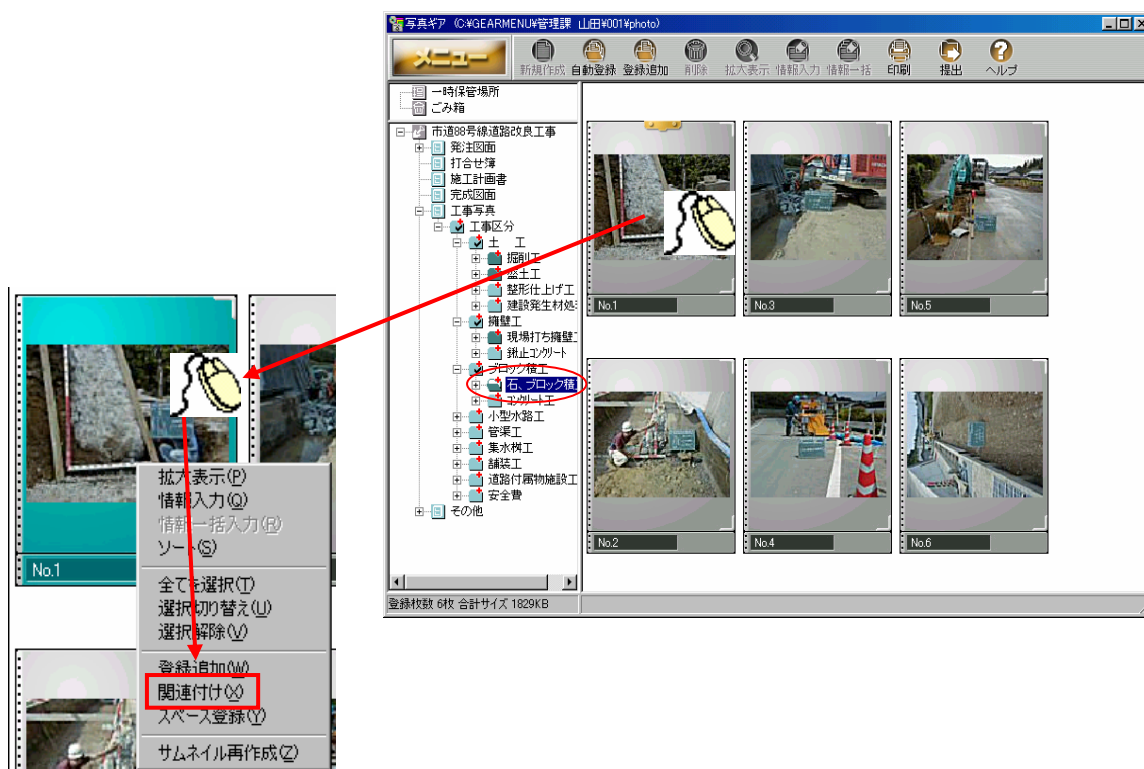 写真ギア (C:¥GEARMENU¥管理課 山田¥001¥photo)
メニュー
新規作成 自動登録 登録追加 削除 拡大表示 情報入力 情報一括 印刷 提出 ヘルプ
一時保管場所
ごみ箱
市道88号線道路改良工事
発注図面
打合せ簿
施工計画書
完成図面
工事写真
工事区分
土 工
掘削工
盛土工
整形仕上げ工
建設発生材処
擁壁工
現場打ち擁壁工
鍬止コンクリート
ブロック積工
石、ブロック積
コンクリート工
小型水路工
管渠工
集水桝工
舗装工
道路付属物施設工
安全費
その他
No.1 No.3 No.5
No.2 No.4 No.6
登録枚数 6枚 合計サイズ 1829KB
No.1
拡大表示(P)
情報入力(Q)
情報一括入力(R)
ソート(S)
全てを選択(T)
選択切り替え(U)
選択解除(V)
登録追加(W)
関連付け(X)
スペース登録(Y)
サムネイル再作成(Z)